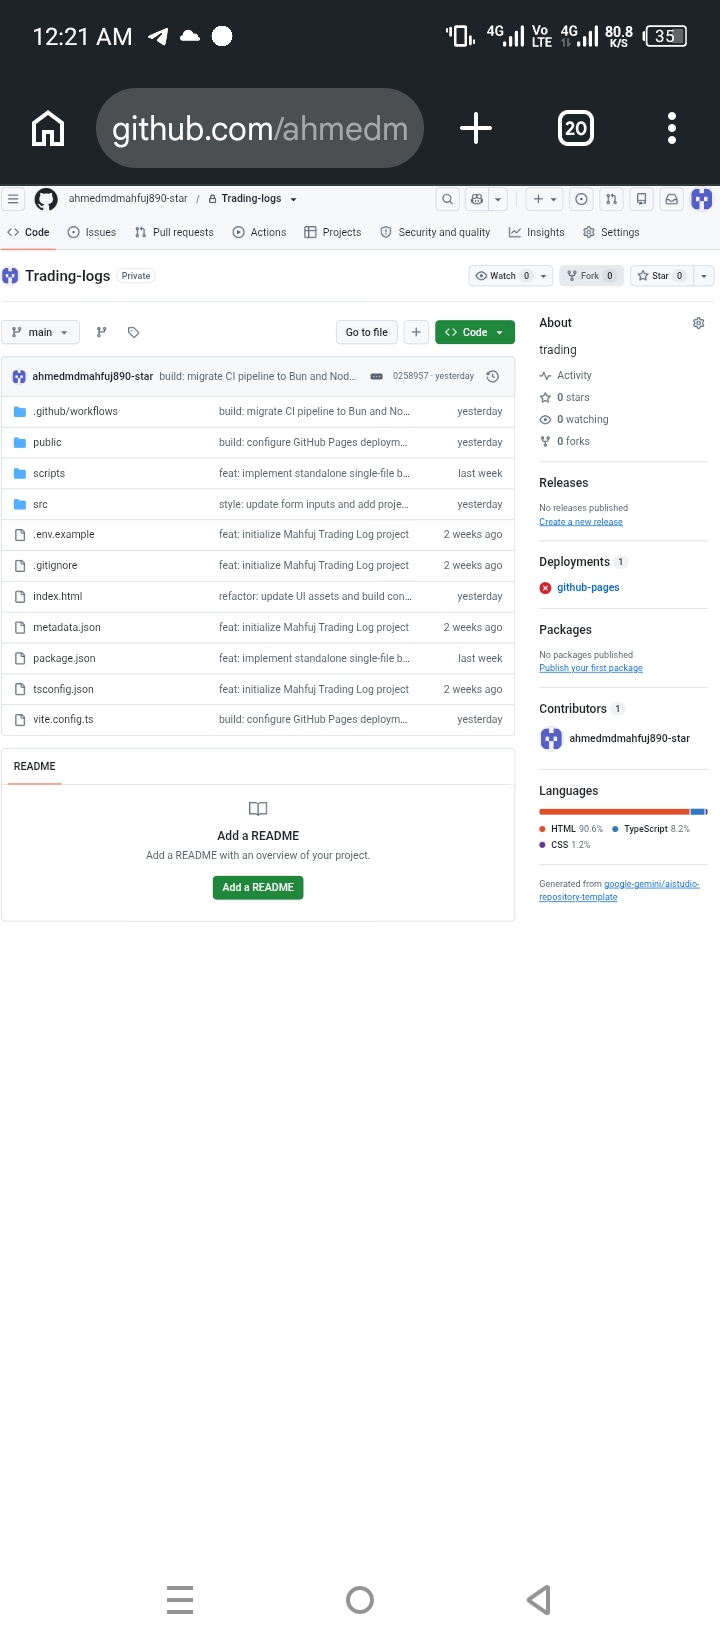 12:21 AM
4G Vo LTE 4G 80.8 K/S 35
github.com/ahmedm
20
ahmedmdmahfuj890-star / Trading-logs
Code Issues Pull requests Actions Projects Security and quality Insights Settings
Trading-logs Private
Watch 0 Fork 0 Star 0
main
Go to file
Code
ahmedmdmahfuj890-star build: migrate CI pipeline to Bun and Nod... 0258957 · yesterday
.github/workflows build: migrate CI pipeline to Bun and No... yesterday
public build: configure GitHub Pages deploym... yesterday
scripts feat: implement standalone single-file b... last week
src style: update form inputs and add proje... yesterday
.env.example feat: initialize Mahfuj Trading Log project 2 weeks ago
.gitignore feat: initialize Mahfuj Trading Log project 2 weeks ago
index.html refactor: update UI assets and build con... yesterday
metadata.json feat: initialize Mahfuj Trading Log project 2 weeks ago
package.json feat: implement standalone single-file b... last week
tsconfig.json feat: initialize Mahfuj Trading Log project 2 weeks ago
vite.config.ts build: configure GitHub Pages deploym... yesterday
README
Add a README
Add a README with an overview of your project.
Add a README
About
trading
Activity
0 stars
0 watching
0 forks
Releases
No releases published
Create a new release
Deployments 1
github-pages
Packages
No packages published
Publish your first package
Contributors 1
ahmedmdmahfuj890-star
Languages
HTML 90.6% TypeScript 8.2%
CSS 1.2%
Generated from google-gemini/aistudio-
repository-template